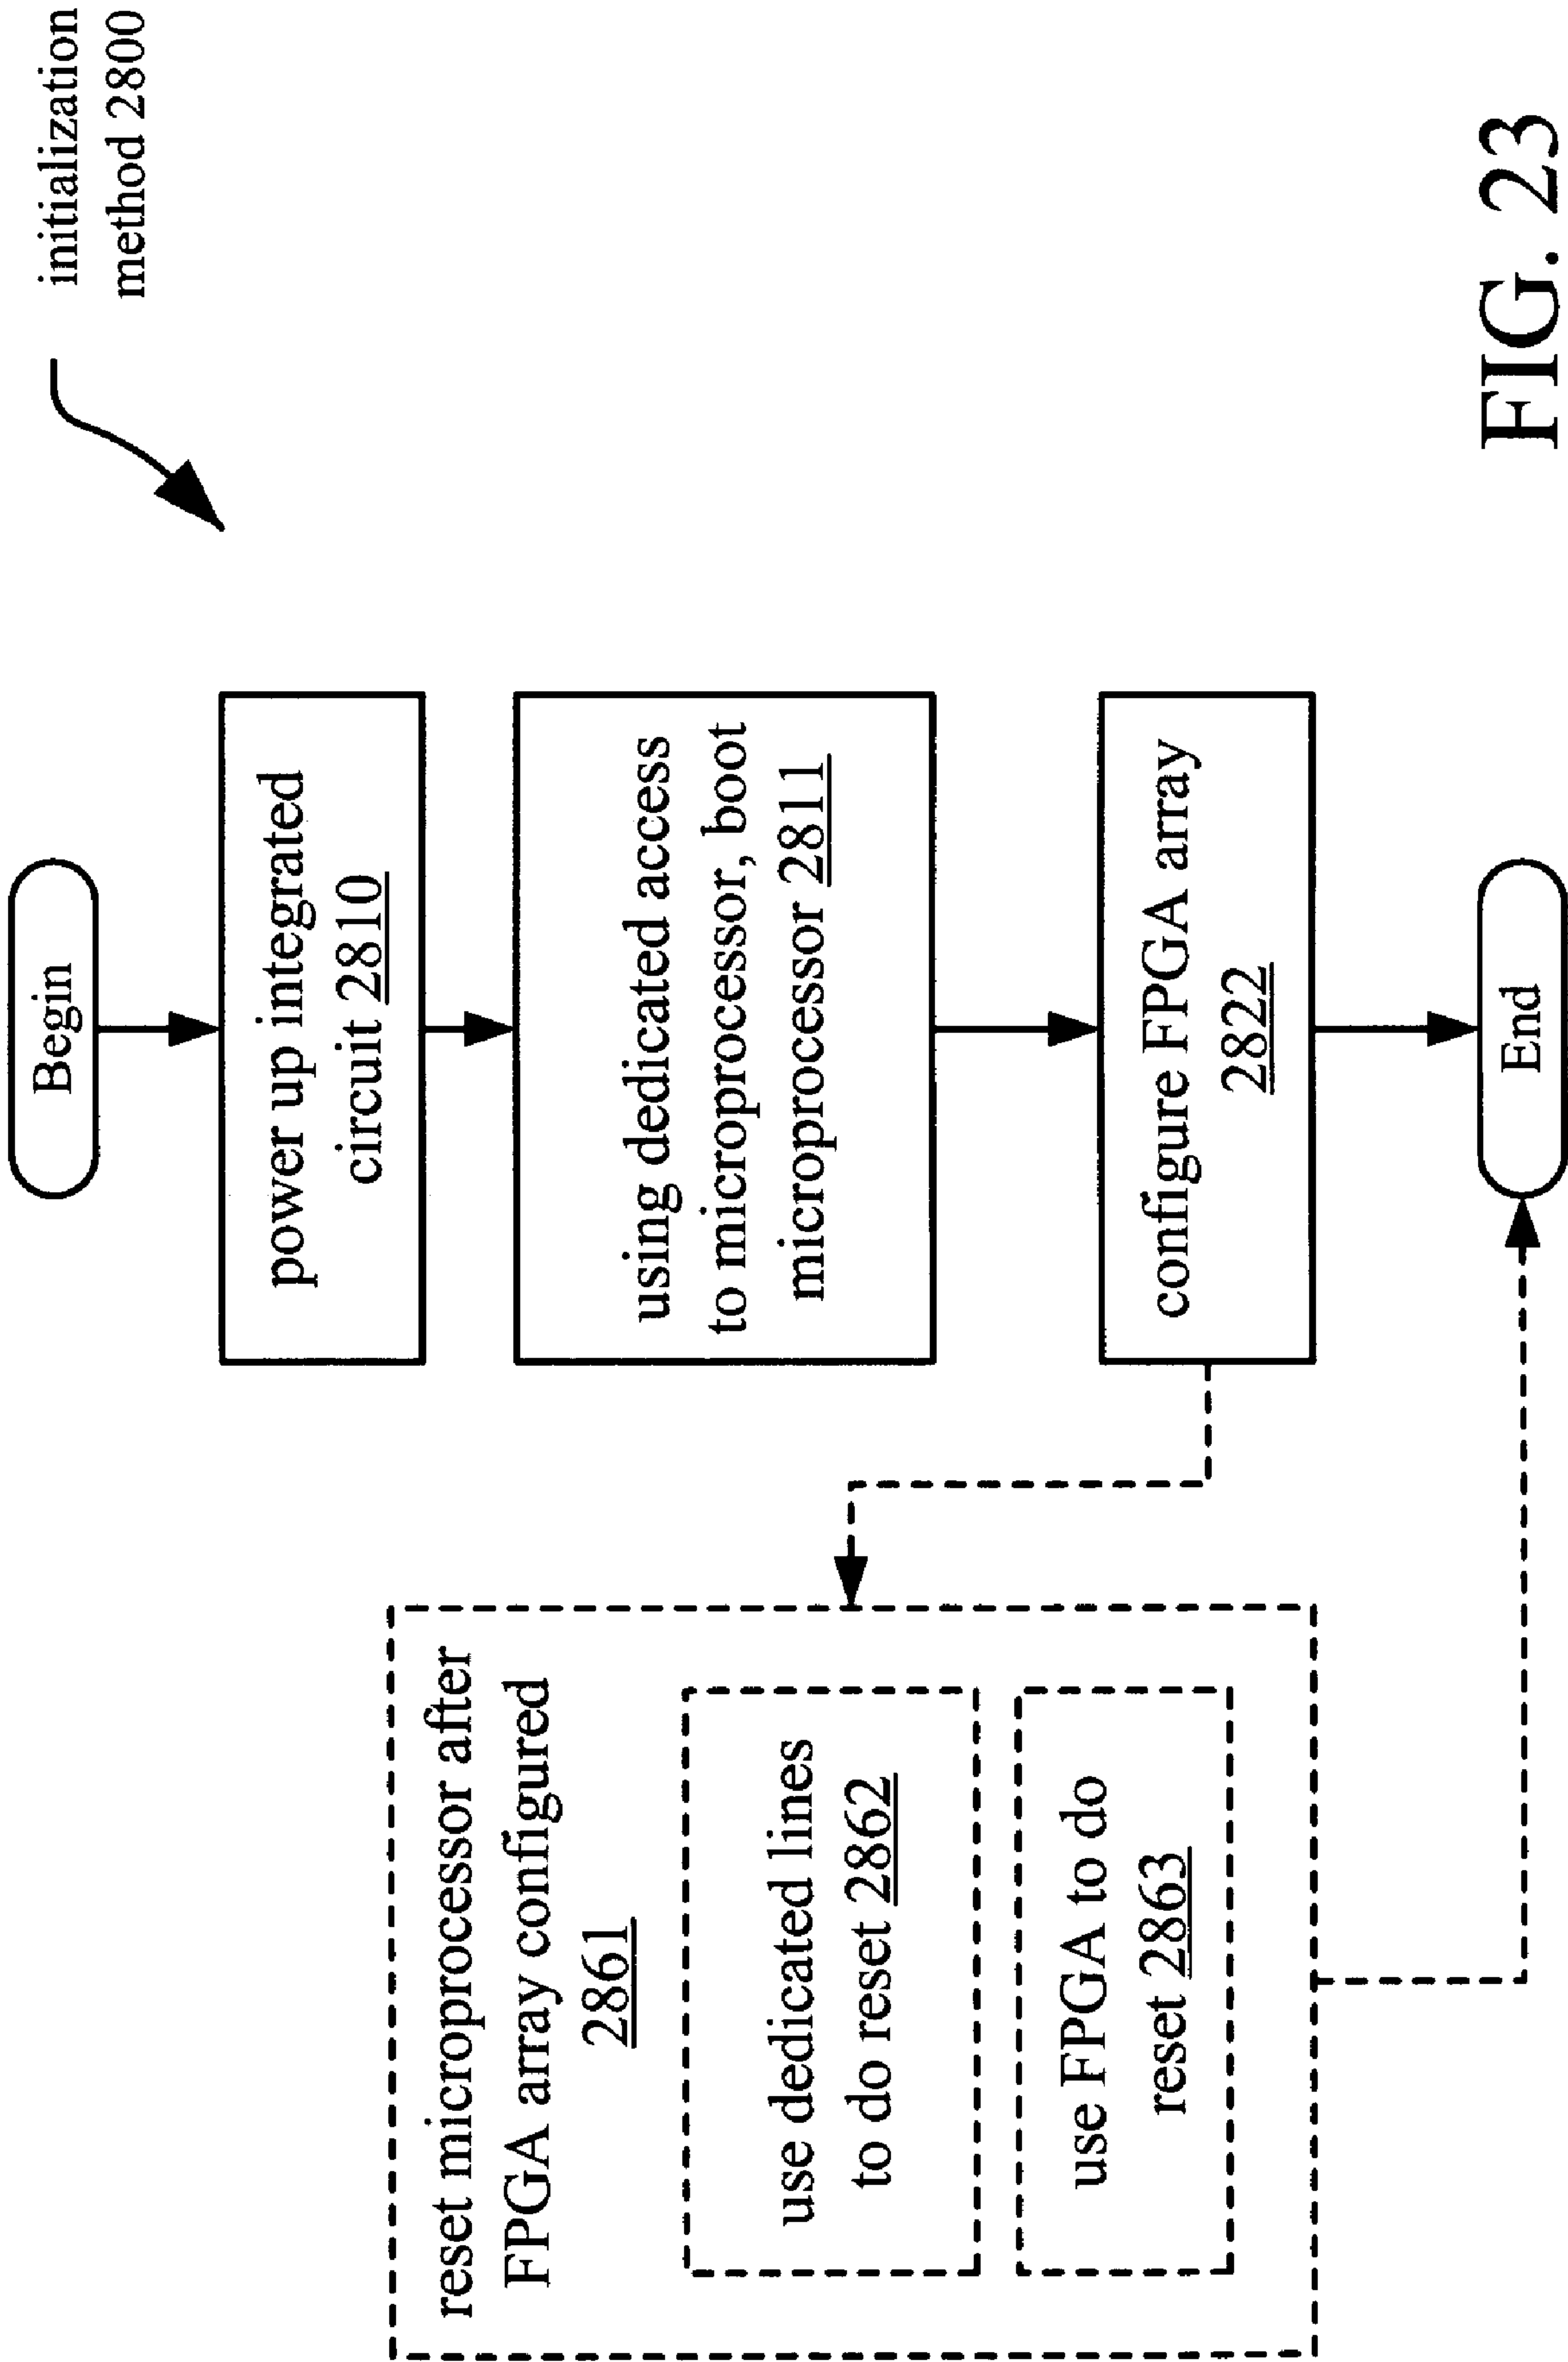 initialization
method 2800
Begin
power up integrated
circuit 2810
using dedicated access
to microprocessor, boot
microprocessor 2811
configure FPGA array
2822
End
reset microprocessor after
FPGA array configured
2861
use dedicated lines
to do reset 2862
use FPGA to do
reset 2863
FIG. 23